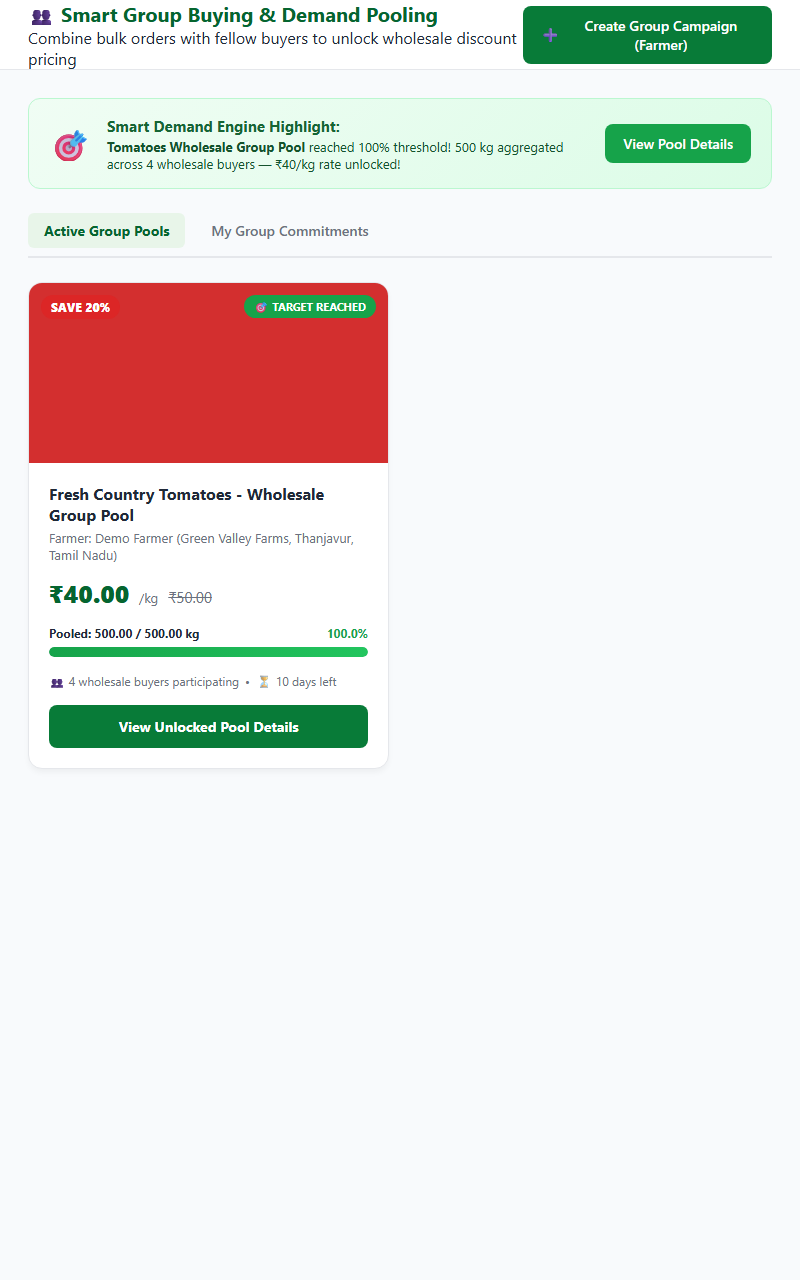 Smart Group Buying & Demand Pooling
Combine bulk orders with fellow buyers to unlock wholesale discount
pricing
Create Group Campaign
(Farmer)
Smart Demand Engine Highlight:
Tomatoes Wholesale Group Pool reached 100% threshold! 500 kg aggregated
across 4 wholesale buyers — ₹40/kg rate unlocked!
View Pool Details
Active Group Pools
My Group Commitments
SAVE 20%
TARGET REACHED
Fresh Country Tomatoes - Wholesale
Group Pool
Farmer: Demo Farmer (Green Valley Farms, Thanjavur,
Tamil Nadu)
₹40.00 /kg ₹50.00
Pooled: 500.00 / 500.00 kg 100.0%
4 wholesale buyers participating • 10 days left
View Unlocked Pool Details